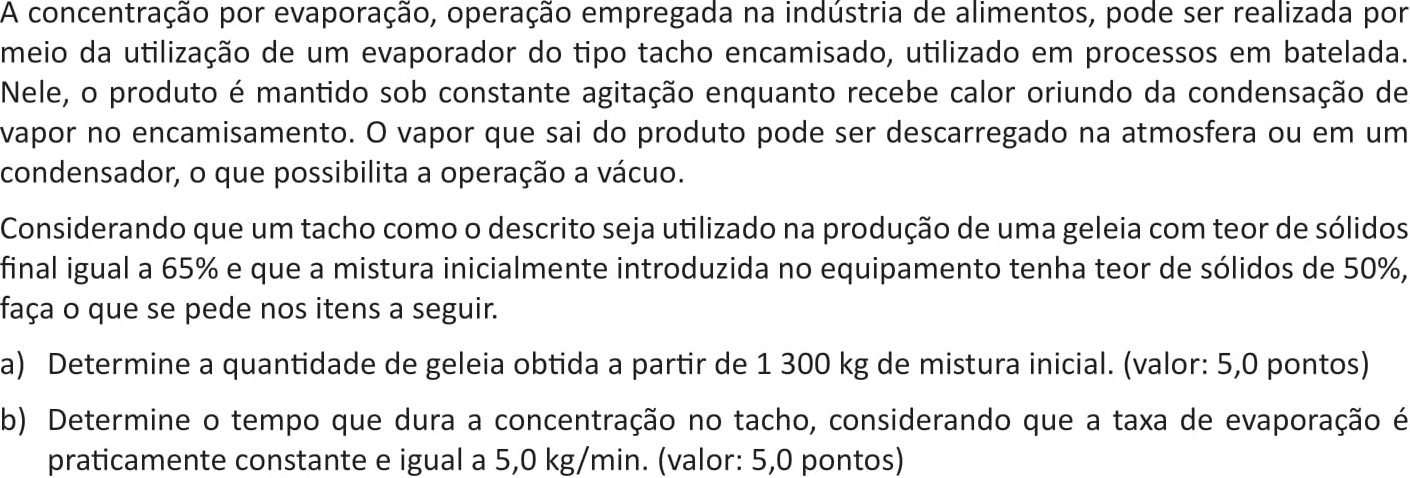 A concentração por evaporação, operação empregada na indústria de alimentos, pode ser realizada por
meio da utilização de um evaporador do tipo tacho encamisado, utilizado em processos em batelada.
Nele, o produto é mantido sob constante agitação enquanto recebe calor oriundo da condensação de
vapor no encamisamento. O vapor que sai do produto pode ser descarregado na atmosfera ou em um
condensador, o que possibilita a operação a vácuo.
Considerando que um tacho como o descrito seja utilizado na produção de uma geleia com teor de sólidos
final igual a 65% e que a mistura inicialmente introduzida no equipamento tenha teor de sólidos de 50%,
faça o que se pede nos itens a seguir.
a) Determine a quantidade de geleia obtida a partir de 1 300 kg de mistura inicial. (valor: 5,0 pontos)
b) Determine o tempo que dura a concentração no tacho, considerando que a taxa de evaporação é
praticamente constante e igual a 5,0 kg/min. (valor: 5,0 pontos)